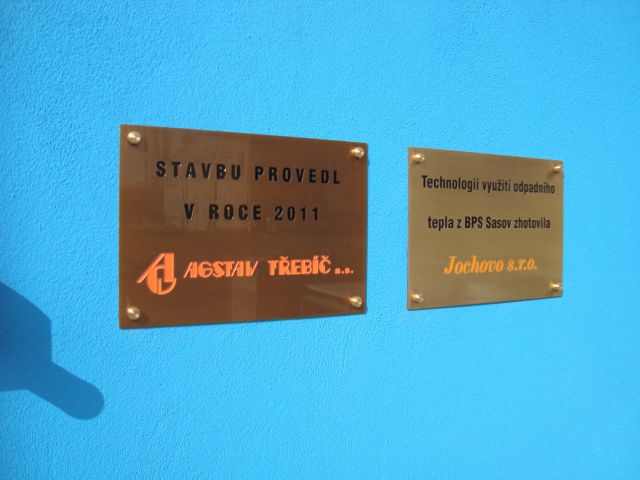 STAVBU PROVEDL
V ROCE 2011
AGSTAV TŘEBÍČ a.s.
Technologii využití odpadního
tepla z BPS Sasov zhotovila
Jochovo s.r.o.